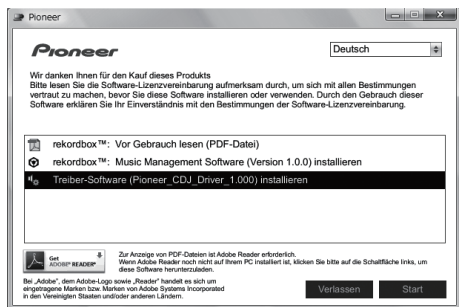 Pioneer
Pioneer
Deutsch
Wir danken Ihnen für den Kauf dieses Produkts
Bitte lesen Sie die Software-Lizenzvereinbarung aufmerksam durch, um sich mit allen Bestimmungen
vertraut zu machen, bevor Sie diese Software installieren oder verwenden. Durch den Gebrauch dieser
Software erklären Sie Ihr Einverständnis mit den Bestimmungen der Software-Lizenzvereinbarung.
rekordbox™: Vor Gebrauch lesen (PDF-Datei)
rekordbox™: Music Management Software (Version 1.0.0) installieren
Treiber-Software (Pioneer_CDJ_Driver_1.000) installieren
Get
ADOBE® READER®
Zur Anzeige von PDF-Dateien ist Adobe Reader erforderlich.
Wenn Adobe Reader noch nicht auf Ihrem PC installiert ist, klicken Sie bitte auf die Schaltfläche links, um
diese Software herunterzuladen.
Bei „Adobe", dem Adobe-Logo sowie „Reader" handelt es sich um
eingetragene Marken bzw. Marken von Adobe Systems Incorporated
in den Vereinigten Staaten und/oder anderen Ländern.
Verlassen
Start